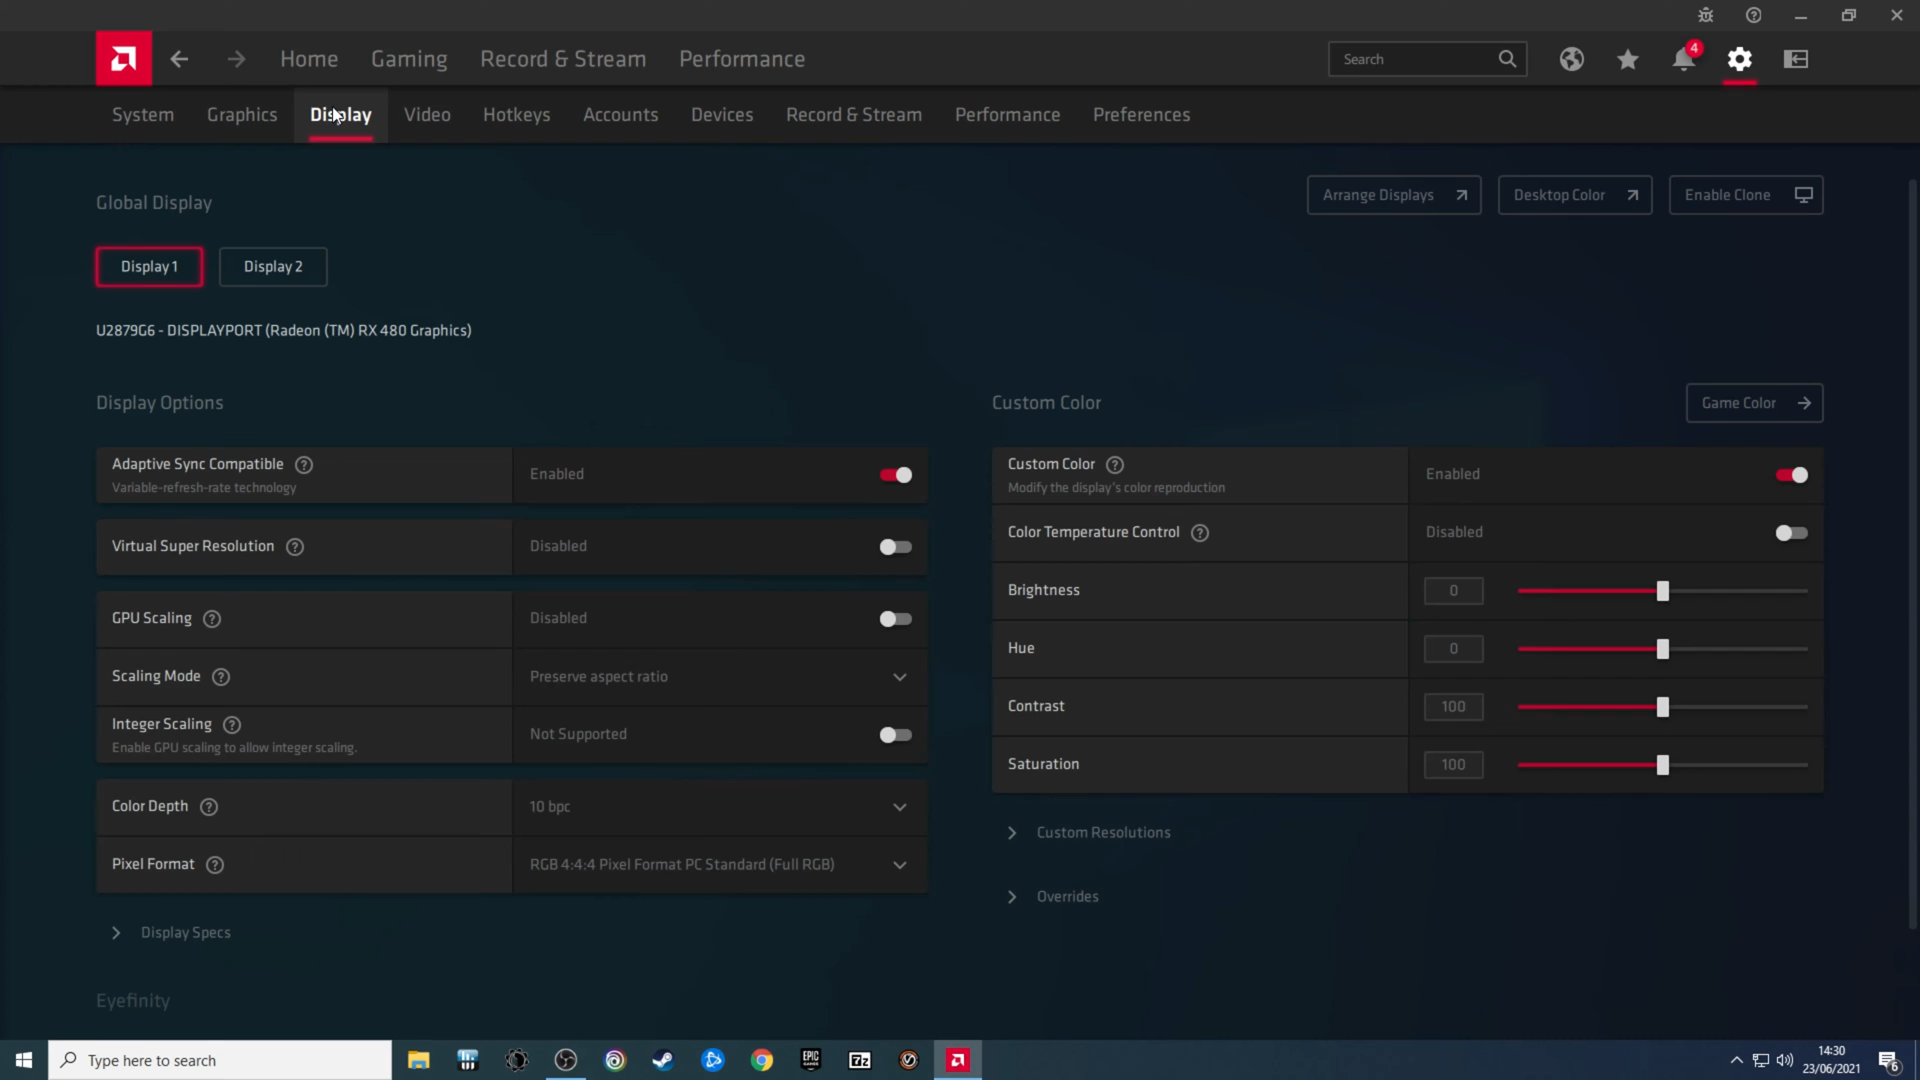 Home Gaming Record & Stream Performance Search 4
System Graphics Display Video Hotkeys Accounts Devices Record & Stream Performance Preferences
Global Display
Arrange Displays Desktop Color Enable Clone
Display 1 Display 2
U2879G6 - DISPLAYPORT (Radeon (TM) RX 480 Graphics)
Display Options
Adaptive Sync Compatible ? Enabled
Variable-refresh-rate technology
Virtual Super Resolution ? Disabled
GPU Scaling ? Disabled
Scaling Mode ? Preserve aspect ratio
Integer Scaling ? Not Supported
Enable GPU scaling to allow integer scaling.
Color Depth ? 10 bpc
Pixel Format ? RGB 4:4:4 Pixel Format PC Standard (Full RGB)
Display Specs
Eyefinity
Custom Color
Game Color
Custom Color ? Enabled
Modify the display's color reproduction
Color Temperature Control ? Disabled
Brightness 0
Hue 0
Contrast 100
Saturation 100
Custom Resolutions
Overrides
Type here to search
EPIC GAMES
7z
14:30
23/06/2021
6